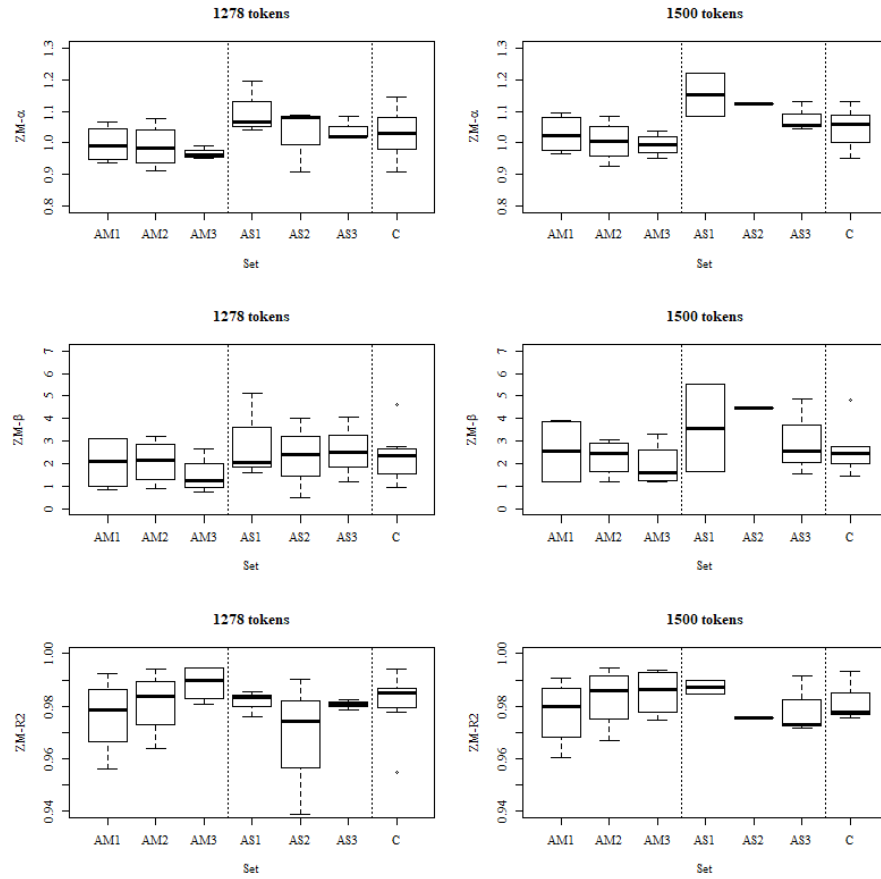 1278 tokens
1500 tokens
ZM-α
0.8 0.9 1.0 1.1 1.2 1.3
AM1 AM2 AM3 AS1 AS2 AS3 C
Set
ZM-α
0.8 0.9 1.0 1.1 1.2 1.3
AM1 AM2 AM3 AS1 AS2 AS3 C
Set
1278 tokens
1500 tokens
ZM-β
0 1 2 3 4 5 6 7
AM1 AM2 AM3 AS1 AS2 AS3 C
Set
ZM-β
0 1 2 3 4 5 6 7
AM1 AM2 AM3 AS1 AS2 AS3 C
Set
1278 tokens
1500 tokens
ZM-R2
0.94 0.96 0.98 1.00
AM1 AM2 AM3 AS1 AS2 AS3 C
Set
ZM-R2
0.94 0.96 0.98 1.00
AM1 AM2 AM3 AS1 AS2 AS3 C
Set